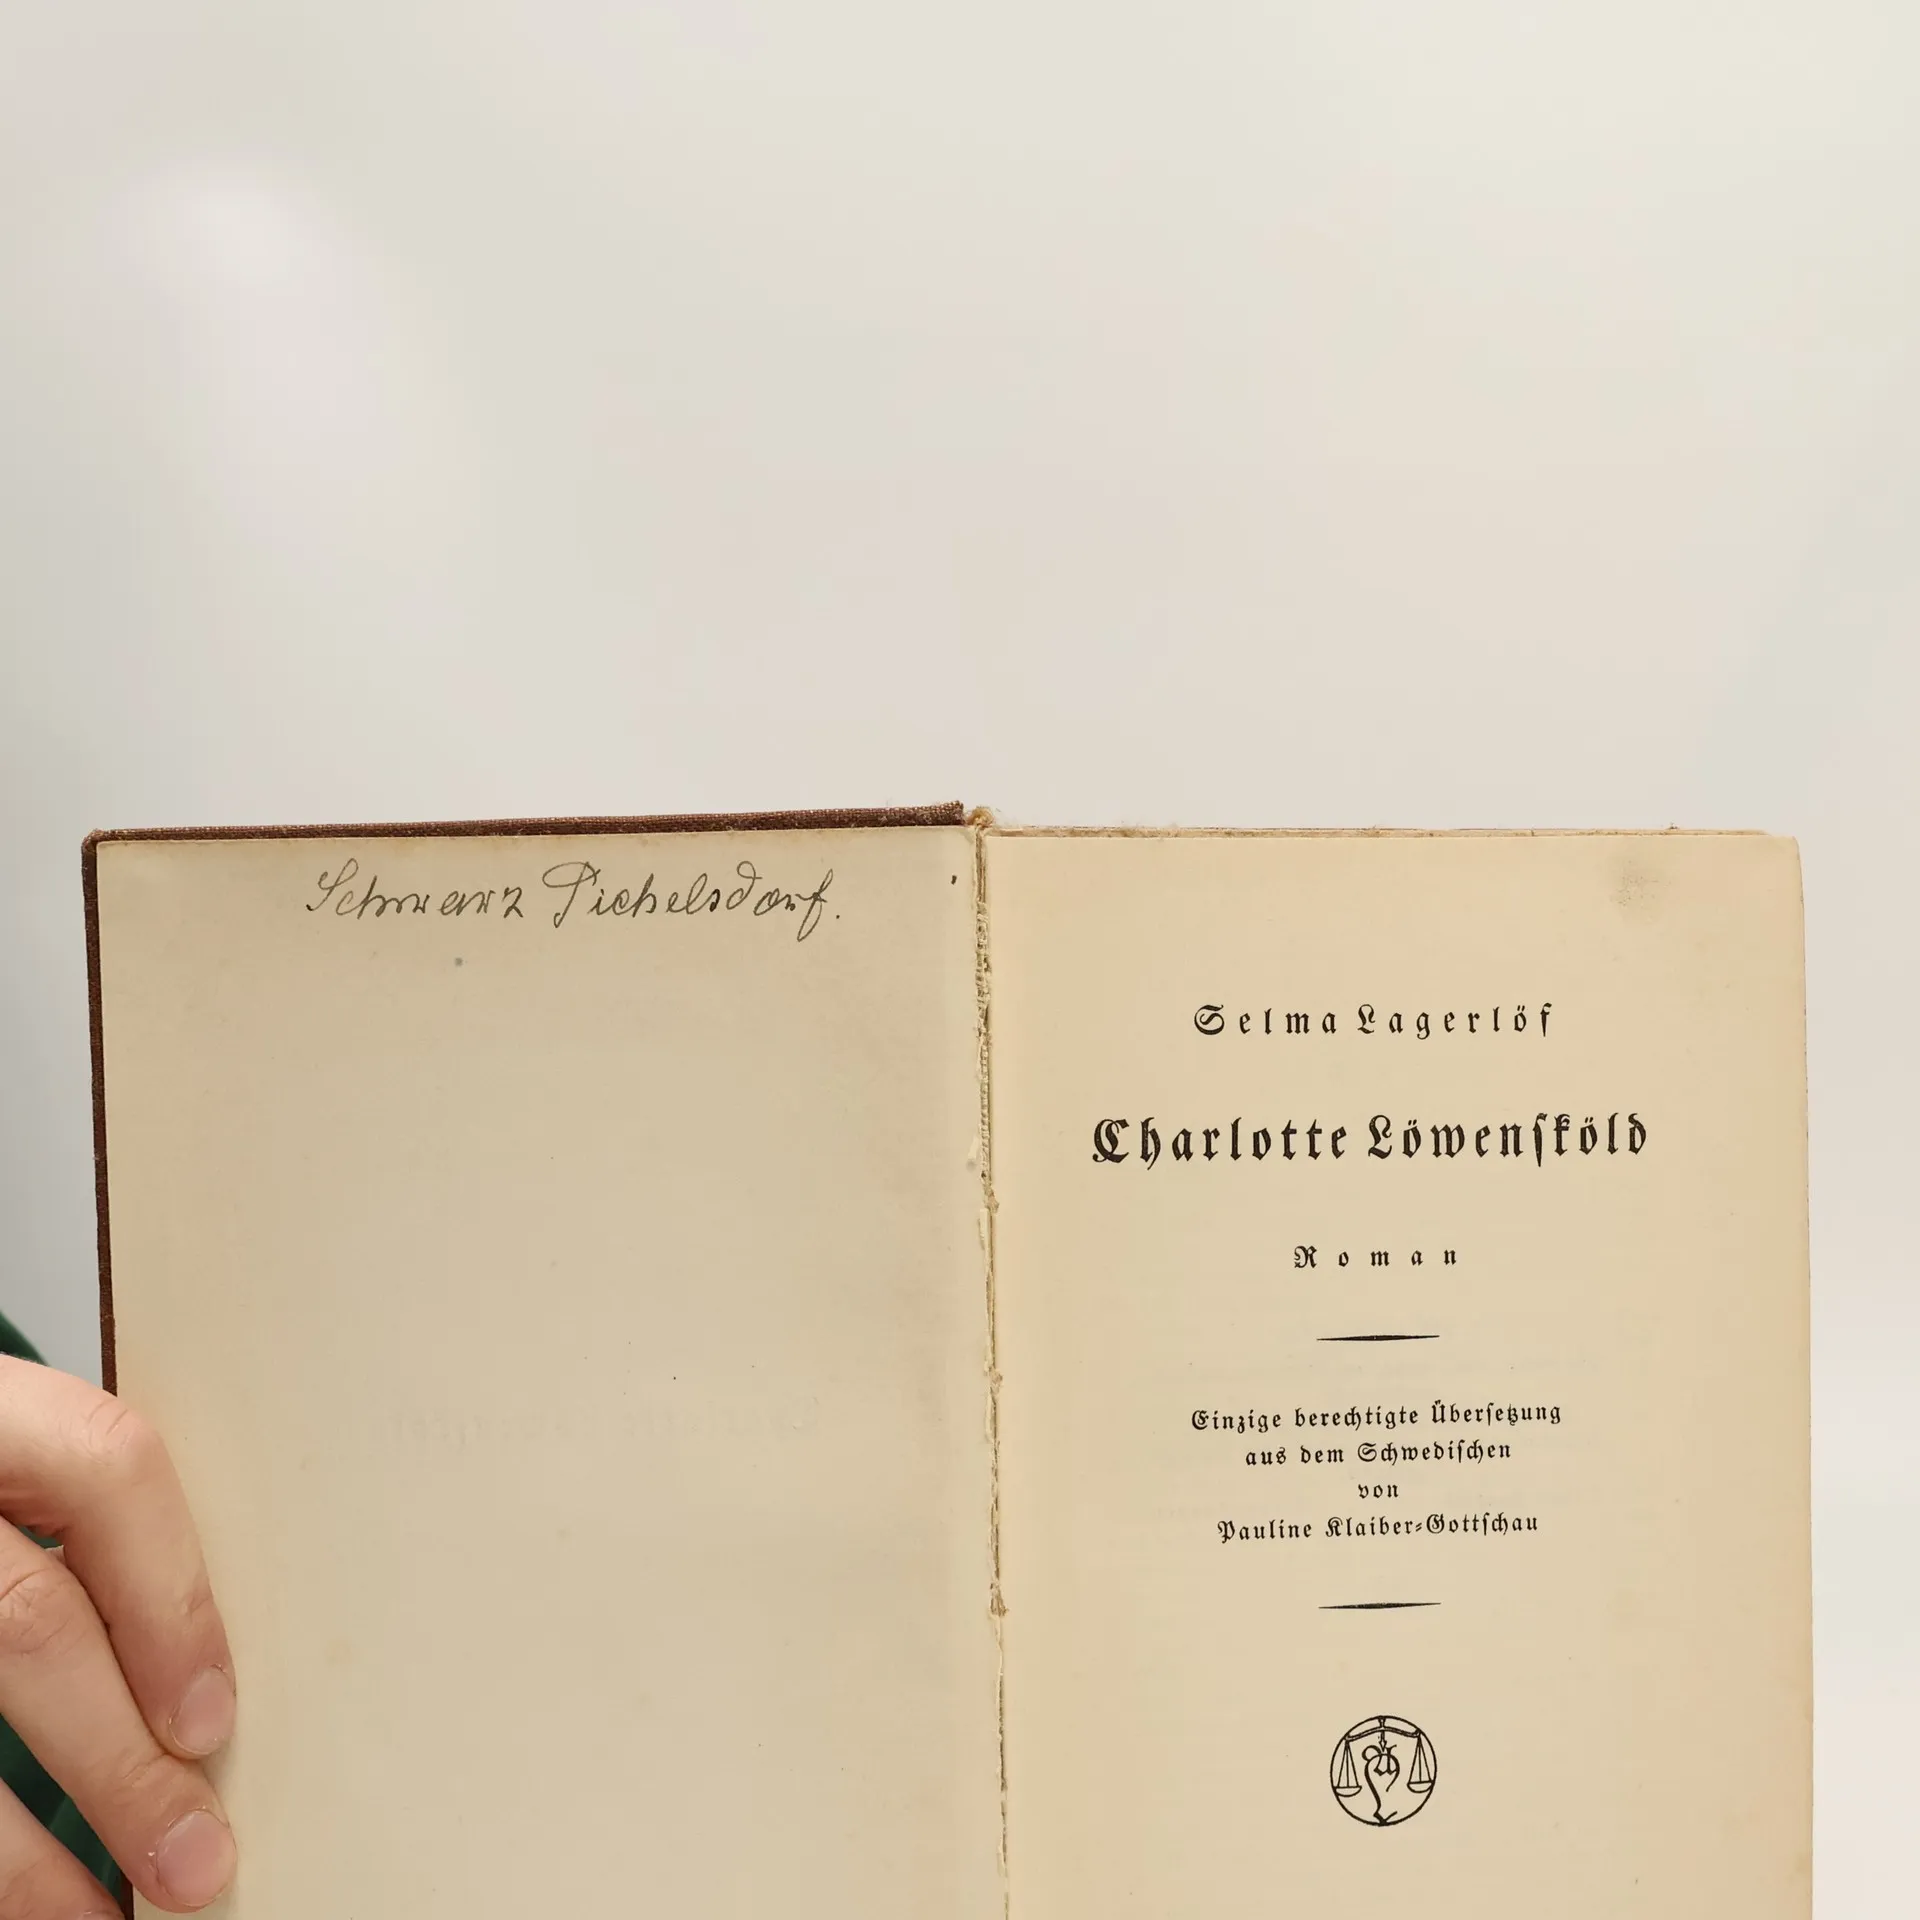 Schwarz Pichelsdorf.
Selma Lagerlöf
Charlotte Löwenſköld
Roman
Einzige berechtigte Überſetzung
aus dem Schwediſchen
von
Pauline Klaiber-Gottſchau